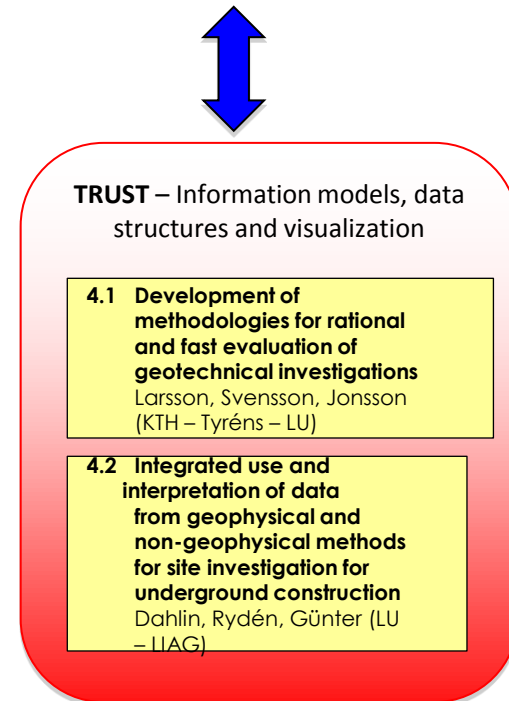 TRUST – Information models, data
structures and visualization
4.1 Development of
methodologies for rational
and fast evaluation of
geotechnical investigations
Larsson, Svensson, Jonsson
(KTH – Tyréns – LU)
4.2 Integrated use and
interpretation of data
from geophysical and
non-geophysical methods
for site investigation for
underground construction
Dahlin, Rydén, Günter (LU
– LIAG)